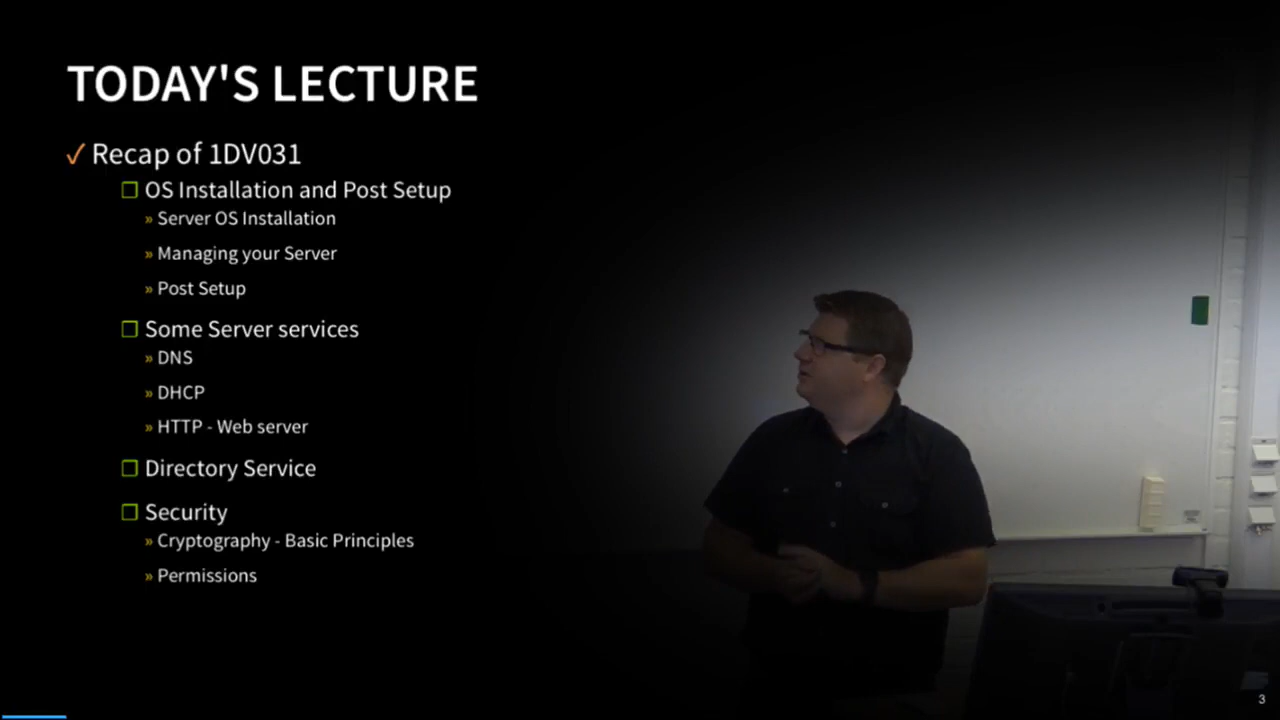 TODAY'S LECTURE
✓ Recap of 1DV031
❐ OS Installation and Post Setup
» Server OS Installation
» Managing your Server
» Post Setup
❐ Some Server services
» DNS
» DHCP
» HTTP - Web server
❐ Directory Service
❐ Security
» Cryptography - Basic Principles
» Permissions
3